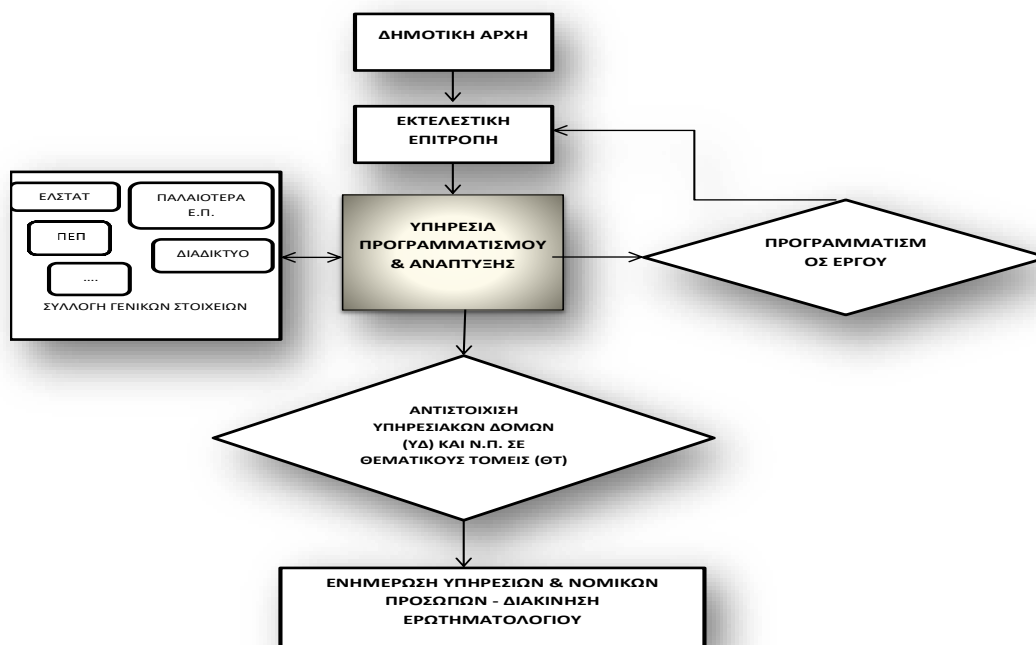 ΔΗΜΟΤΙΚΗ ΑΡΧΗ
ΕΚΤΕΛΕΣΤΙΚΗ
ΕΠΙΤΡΟΠΗ
ΕΛΣΤΑΤ
ΠΑΛΑΙΟΤΕΡΑ
Ε.Π.
ΠΕΠ
ΔΙΑΔΙΚΤΥΟ
....
ΣΥΛΛΟΓΗ ΓΕΝΙΚΩΝ ΣΤΟΙΧΕΙΩΝ
ΥΠΗΡΕΣΙΑ
ΠΡΟΓΡΑΜΜΑΤΙΣΜΟΥ
& ΑΝΑΠΤΥΞΗΣ
ΠΡΟΓΡΑΜΜΑΤΙΣΜ
ΟΣ ΕΡΓΟΥ
ΑΝΤΙΣΤΟΙΧΙΣΗ
ΥΠΗΡΕΣΙΑΚΩΝ ΔΟΜΩΝ
(ΥΔ) ΚΑΙ Ν.Π. ΣΕ
ΘΕΜΑΤΙΚΟΥΣ ΤΟΜΕΙΣ (ΘΤ)
ΕΝΗΜΕΡΩΣΗ ΥΠΗΡΕΣΙΩΝ & ΝΟΜΙΚΩΝ
ΠΡΟΣΩΠΩΝ - ΔΙΑΚΙΝΗΣΗ
ΕΡΩΤΗΜΑΤΟΛΟΓΙΟΥ